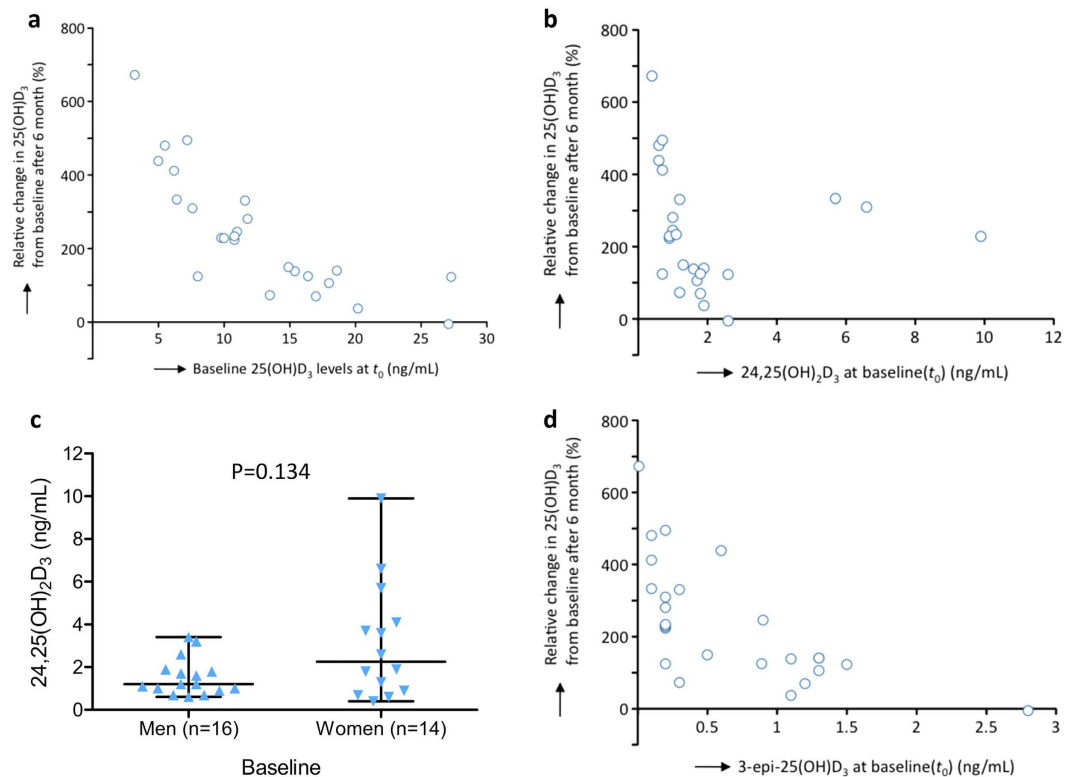 a
Relative change in 25(OH)D3
from baseline after 6 month (%)
800
600
400
200
0
5
10
15
20
25
30
Baseline 25(OH)D3 levels at t0 (ng/mL)
b
Relative change in 25(OH)D3
from baseline after 6 month (%)
800
600
400
200
0
2
4
6
8
10
12
24,25(OH)2D3 at baseline(t0) (ng/mL)
c
24,25(OH)2D3 (ng/mL)
12
10
8
6
4
2
0
P=0.134
Men (n=16)
Women (n=14)
Baseline
d
Relative change in 25(OH)D3
from baseline after 6 month (%)
800
600
400
200
0
0.5
1
1.5
2
2.5
3
3-epi-25(OH)D3 at baseline(t0) (ng/mL)